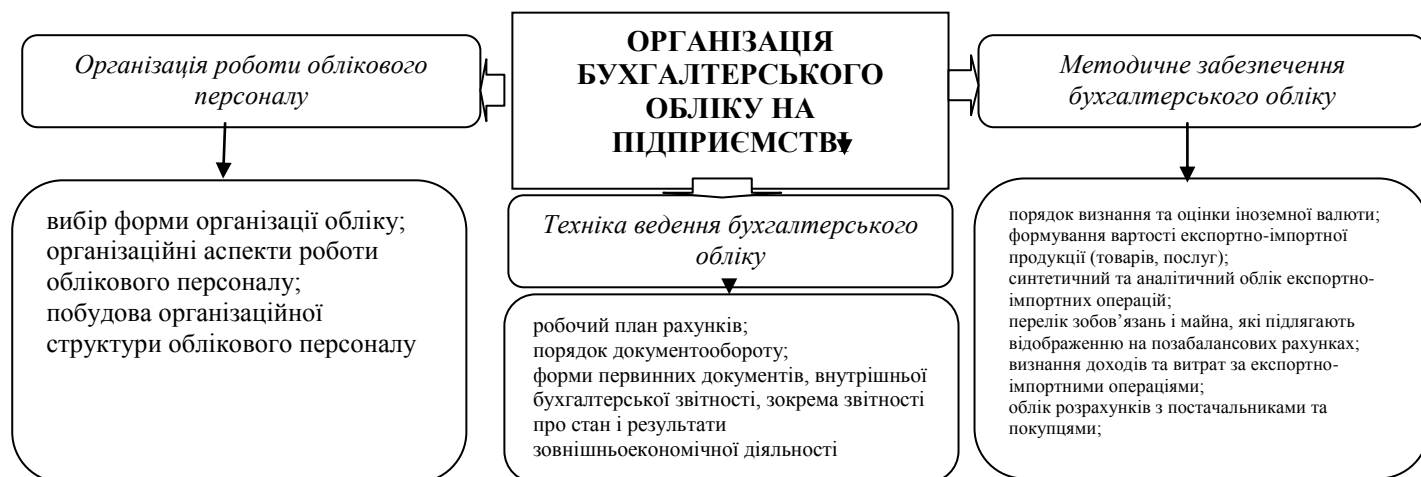 ОРГАНІЗАЦІЯ
БУХГАЛТЕРСЬКОГО
ОБЛІКУ НА
ПІДПРИЄМСТВІ
Організація роботи облікового
персоналу
вибір форми організації обліку;
організаційні аспекти роботи
облікового персоналу;
побудова організаційної
структури облікового персоналу
Техніка ведення бухгалтерського
обліку
робочий план рахунків;
порядок документообороту;
форми первинних документів, внутрішньої
бухгалтерської звітності, зокрема звітності
про стан і результати
зовнішньоекономічної діяльності
Методичне забезпечення
бухгалтерського обліку
порядок визнання та оцінки іноземної валюти;
формування вартості експортно-імпортної
продукції (товарів, послуг);
синтетичний та аналітичний облік експортно-
імпортних операцій;
перелік зобов’язань і майна, які підлягають
відображенню на позабалансових рахунках;
визнання доходів та витрат за експортно-
імпортними операціями;
облік розрахунків з постачальниками та
покупцями;